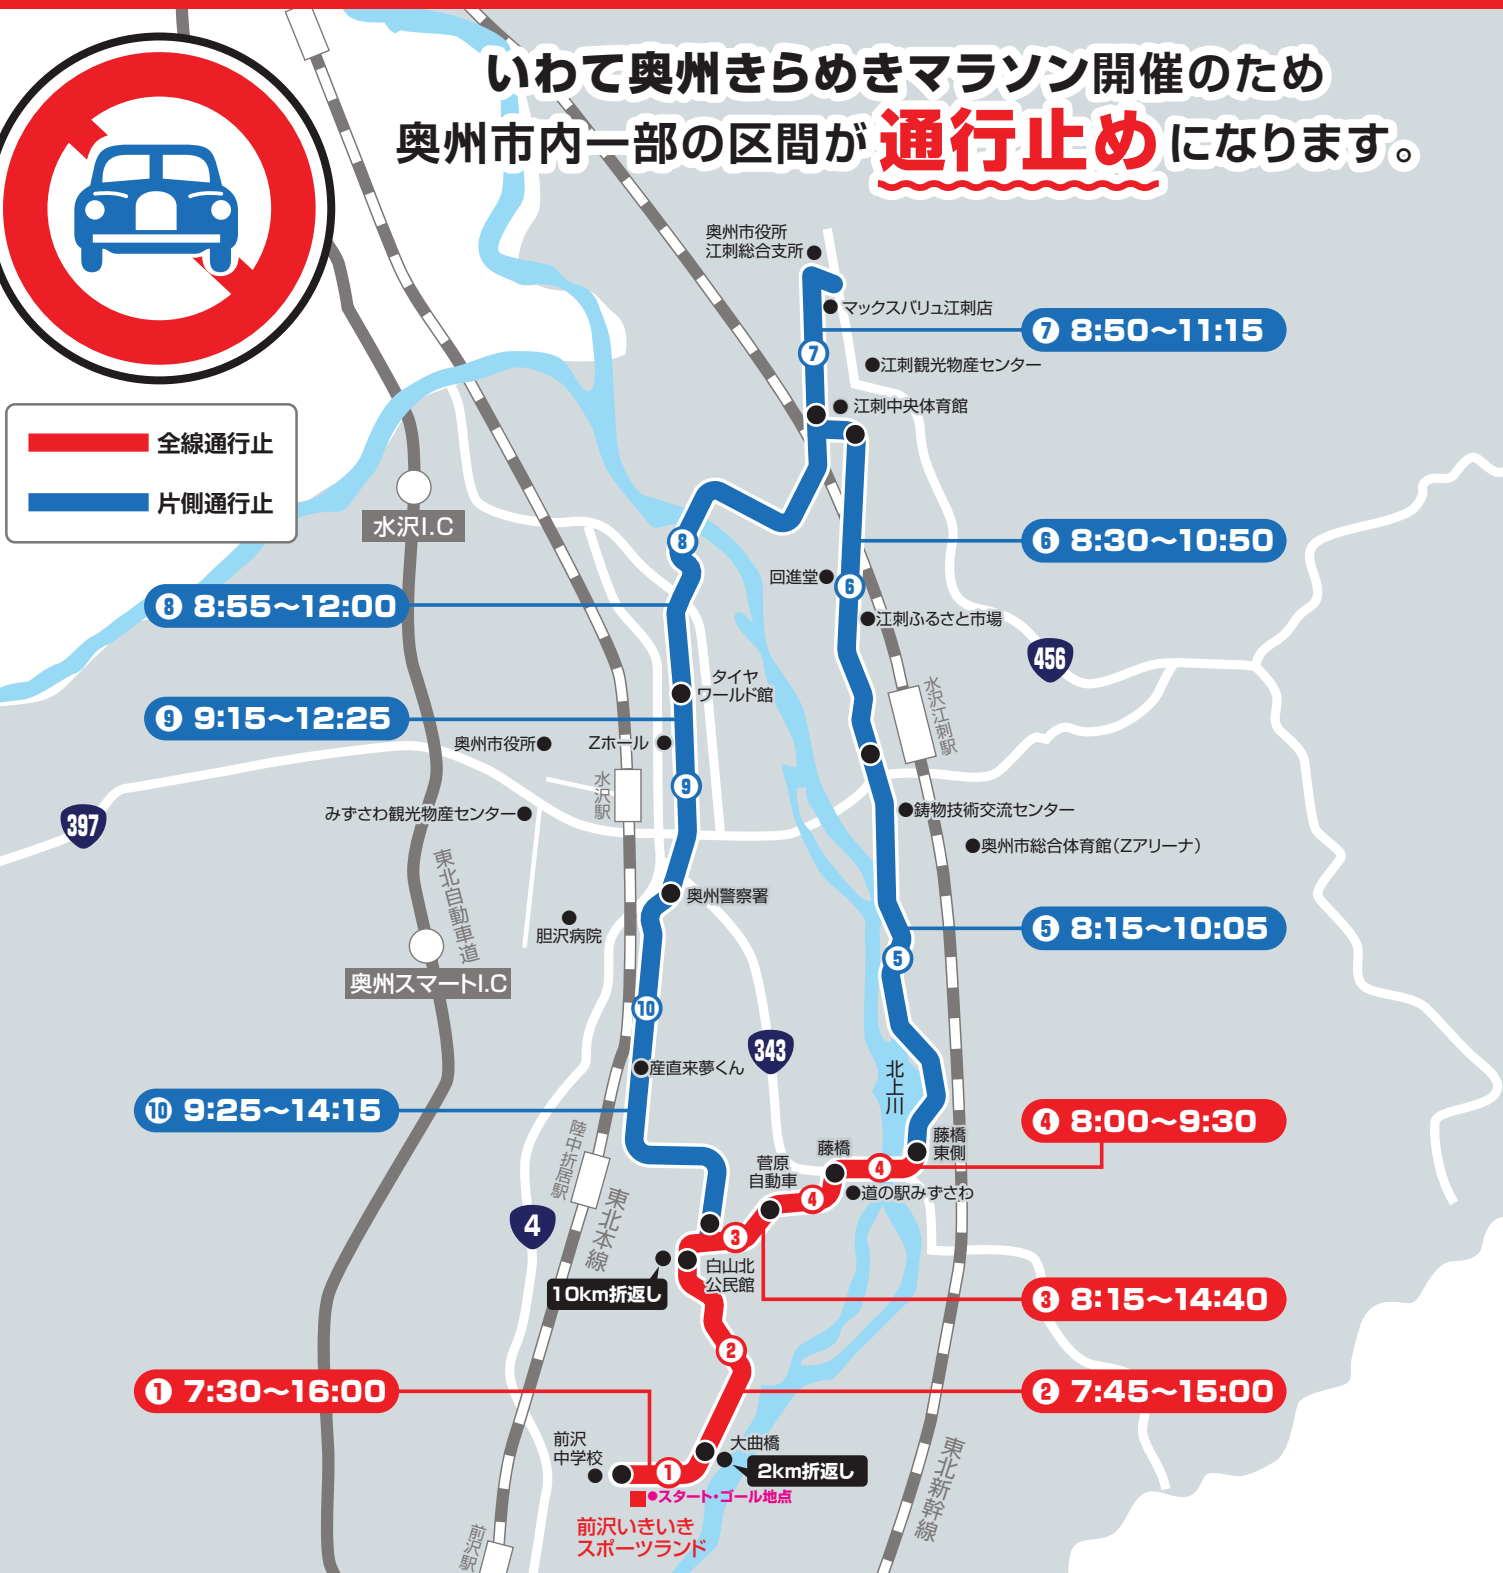 いわて奥州きらめきマラソン開催のため
奥州市内一部の区間が通行止めになります。
全線通行止
片側通行止
奥州市役所
江刺総合支所
マックスバリュ江刺店
⑦ 8:50〜11:15
⑦
江刺観光物産センター
江刺中央体育館
水沢I.C
⑧
⑥ 8:30〜10:50
回進堂
⑥
⑧ 8:55〜12:00
江刺ふるさと市場
456
タイヤ
ワールド館
水沢江刺駅
⑨ 9:15〜12:25
奥州市役所
Zホール
水沢駅
⑨
みずさわ観光物産センター
397
鋳物技術交流センター
奥州市総合体育館(Zアリーナ)
東北自動車道
奥州警察署
胆沢病院
⑤ 8:15〜10:05
⑤
奥州スマートI.C
⑩
343
産直来夢くん
北上川
⑩ 9:25〜14:15
④ 8:00〜9:30
陸中折居駅
藤橋
藤橋
東側
菅原
自動車
④
④
道の駅みずさわ
東北本線
4
③
白山北
公民館
10km折返し
③ 8:15〜14:40
②
① 7:30〜16:00
② 7:45〜15:00
前沢
中学校
大曲橋
2km折返し
①
スタート・ゴール地点
前沢いきいき
スポーツランド
東北新幹線
前沢駅